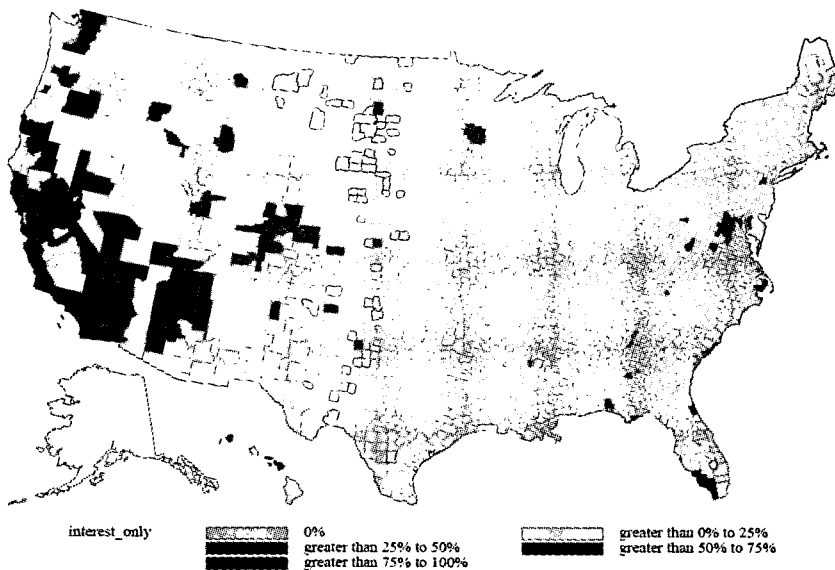 interest_only
0%
greater than 0% to 25%
greater than 25% to 50%
greater than 50% to 75%
greater than 75% to 100%